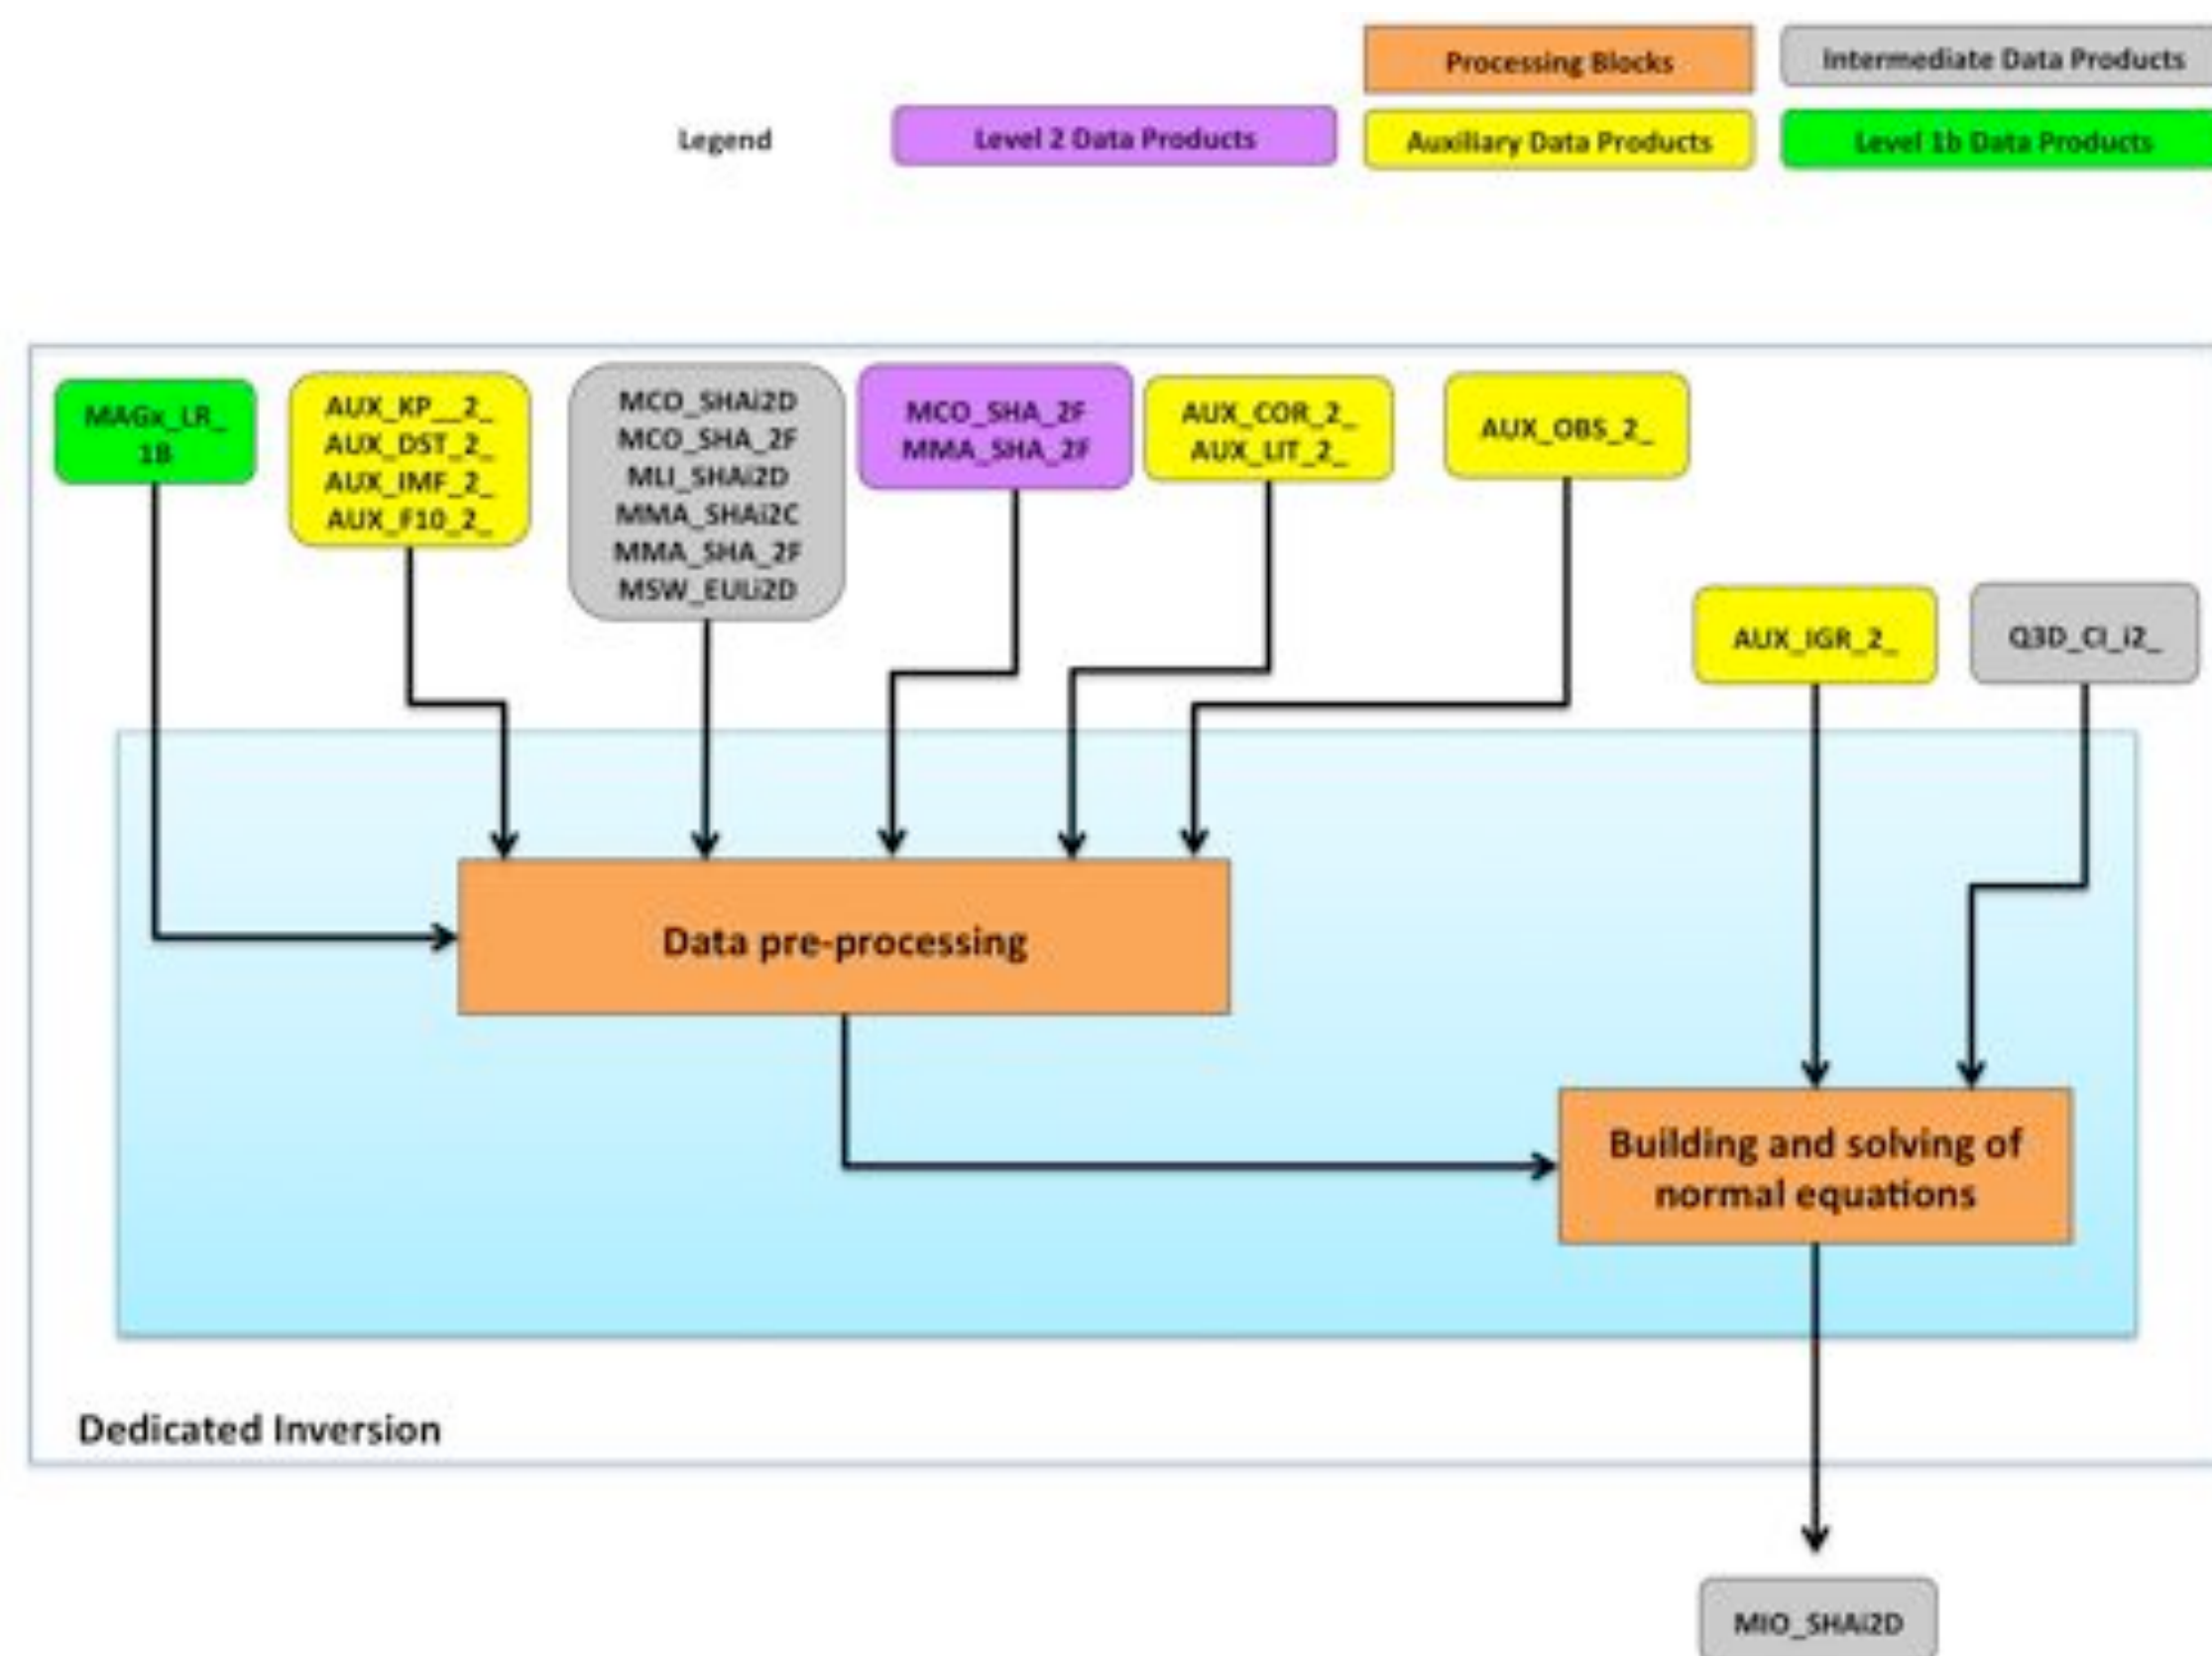 Processing Blocks
Intermediate Data Products
Legend
Level 2 Data Products
Auxiliary Data Products
Level 1b Data Products
MAGx_LR_
1B
AUX_KP__2_
AUX_DST_2_
AUX_IMF_2_
AUX_F10_2_
MCO_SHAi2D
MCO_SHA_2F
MLI_SHAi2D
MMA_SHAi2C
MMA_SHA_2F
MSW_EULi2D
MCO_SHA_2F
MMA_SHA_2F
AUX_COR_2_
AUX_LIT_2_
AUX_OBS_2_
AUX_IGR_2_
Q3D_CI_i2_
Data pre-processing
Building and solving of
normal equations
Dedicated Inversion
MIO_SHAi2D